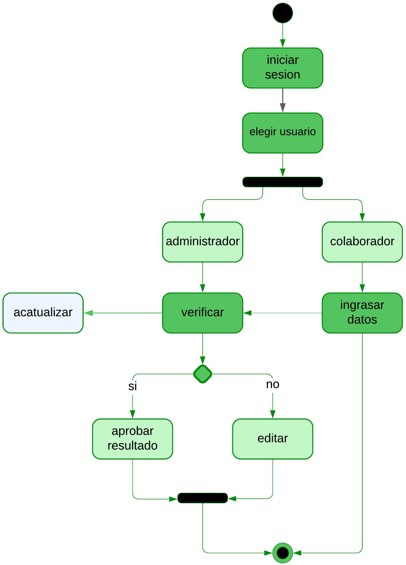 iniciar
sesion
elegir usuario
administrador
colaborador
acatualizar
verificar
ingrasar
datos
si
no
aprobar
resultado
editar